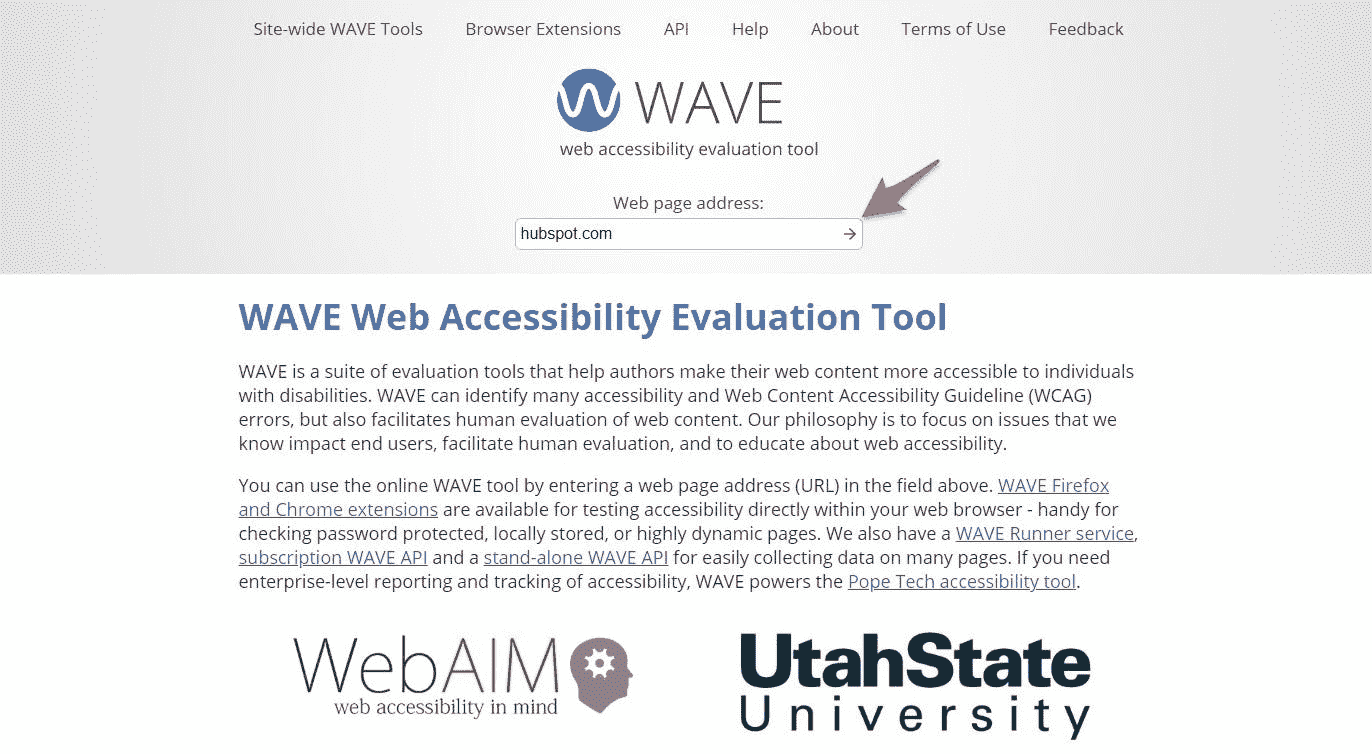 Site-wide WAVE Tools Browser Extensions API Help About Terms of Use Feedback
WAVE
web accessibility evaluation tool
Web page address:
hubspot.com
WAVE Web Accessibility Evaluation Tool
WAVE is a suite of evaluation tools that help authors make their web content more accessible to individuals
with disabilities. WAVE can identify many accessibility and Web Content Accessibility Guideline (WCAG)
errors, but also facilitates human evaluation of web content. Our philosophy is to focus on issues that we
know impact end users, facilitate human evaluation, and to educate about web accessibility.
You can use the online WAVE tool by entering a web page address (URL) in the field above. WAVE Firefox
and Chrome extensions are available for testing accessibility directly within your web browser - handy for
checking password protected, locally stored, or highly dynamic pages. We also have a WAVE Runner service,
subscription WAVE API and a stand-alone WAVE API for easily collecting data on many pages. If you need
enterprise-level reporting and tracking of accessibility, WAVE powers the Pope Tech accessibility tool.
WebAIM
web accessibility in mind
UtahState
University